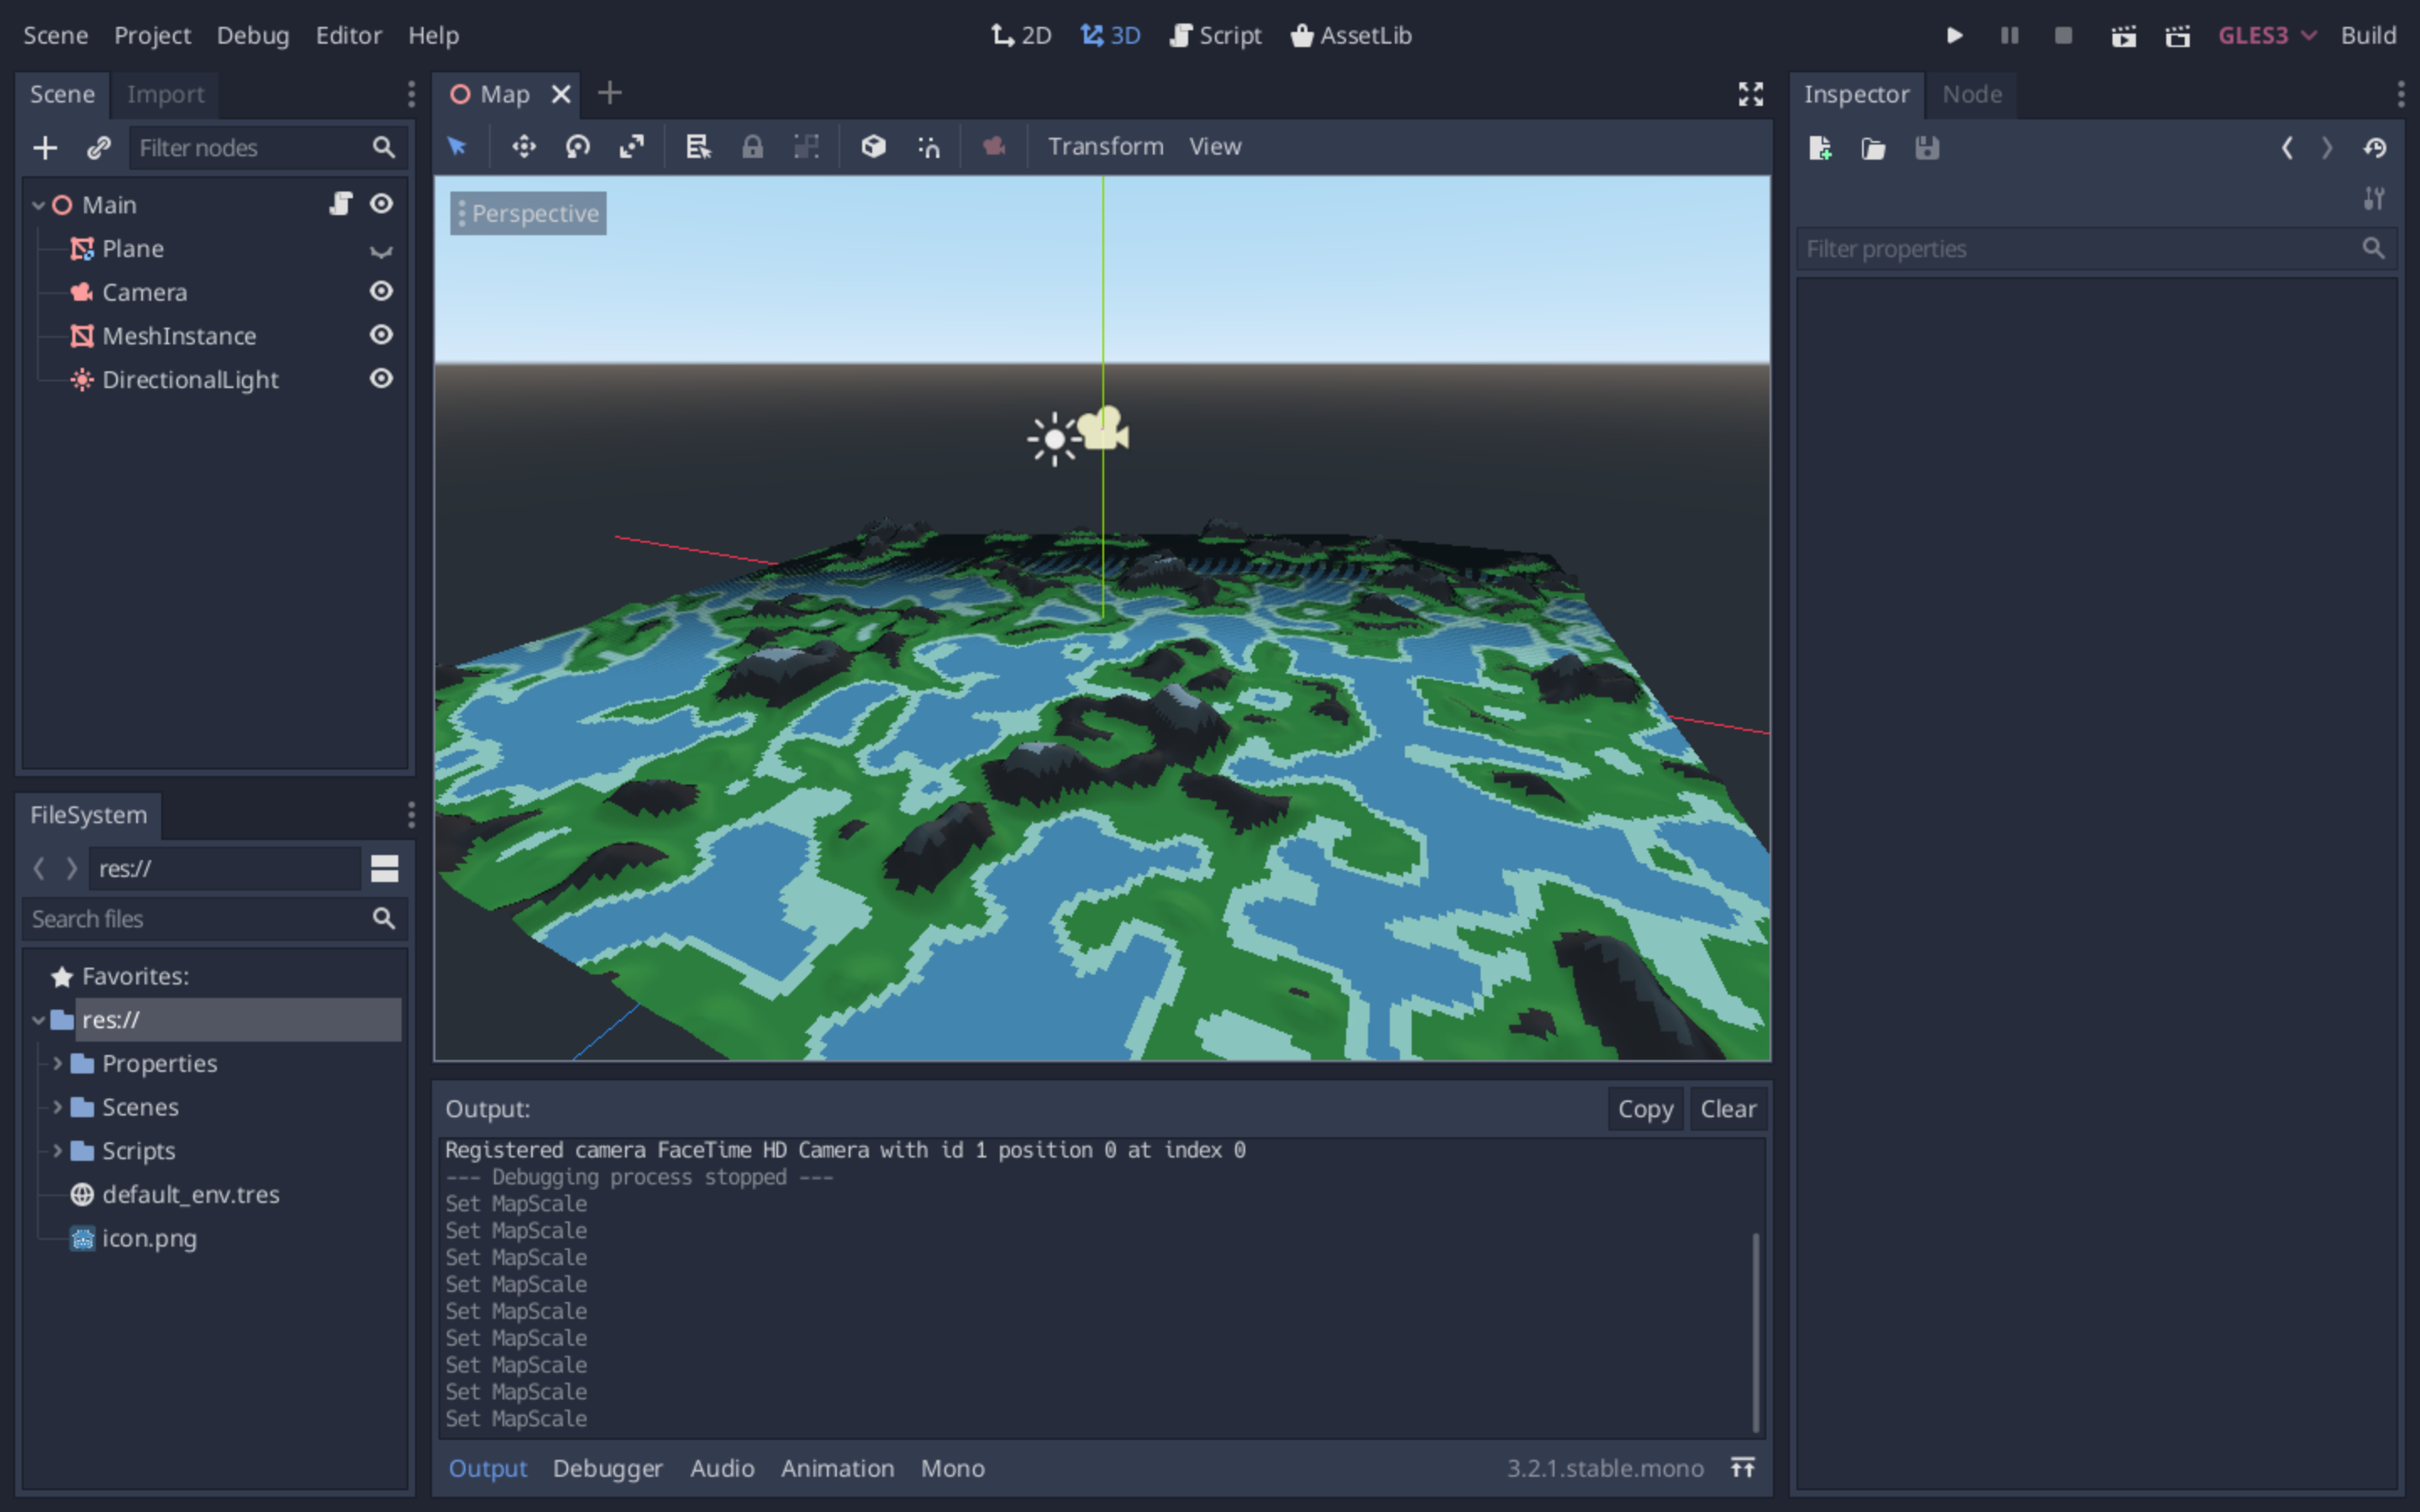 Scene Project Debug Editor Help
2D 3D Script AssetLib
GLES3 Build
Scene Import
Filter nodes
Main
Plane
Camera
MeshInstance
DirectionalLight
FileSystem
res://
Search files
Favorites:
res://
Properties
Scenes
Scripts
default_env.tres
icon.png
Map
Transform View
Perspective
Output:
Copy Clear
Registered camera FaceTime HD Camera with id 1 position 0 at index 0
--- Debugging process stopped ---
Set MapScale
Set MapScale
Set MapScale
Set MapScale
Set MapScale
Set MapScale
Set MapScale
Set MapScale
Set MapScale
Output Debugger Audio Animation Mono
3.2.1.stable.mono
Inspector Node
Filter properties